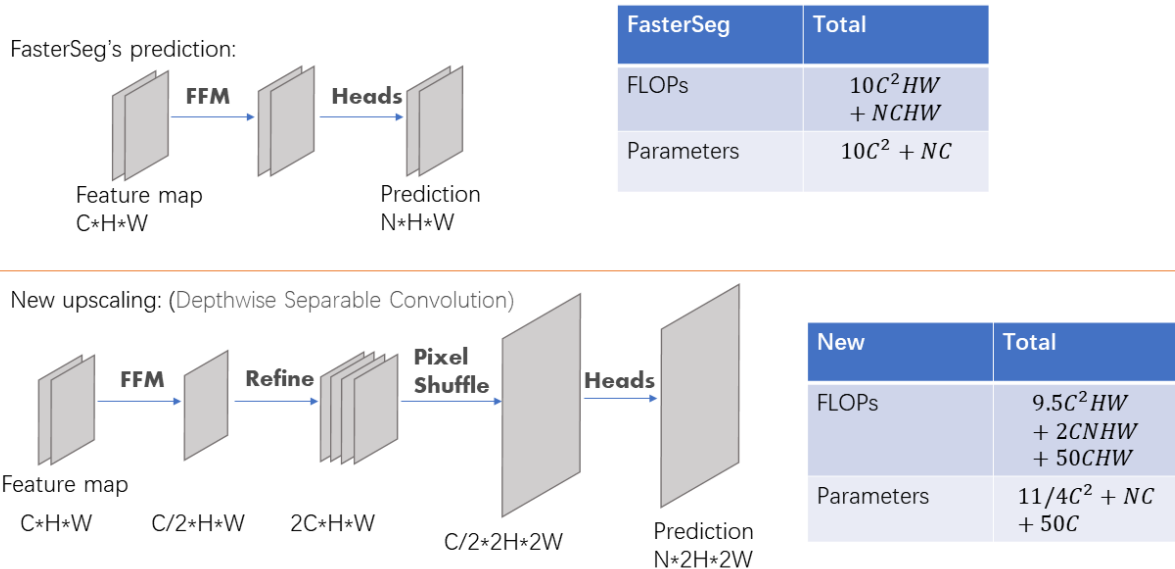 FasterSeg's prediction:
FFM
Heads
Feature map
C*H*W
Prediction
N*H*W
FasterSeg Total
FLOPs 10C²HW
+ NCHW
Parameters 10C² + NC
New upscaling: (Depthwise Separable Convolution)
FFM
Refine
Pixel
Shuffle
Heads
Feature map
C*H*W
C/2*H*W
2C*H*W
C/2*2H*2W
Prediction
N*2H*2W
New Total
FLOPs 9.5C²HW
+ 2CNHW
+ 50CHW
Parameters 11/4C² + NC
+ 50C